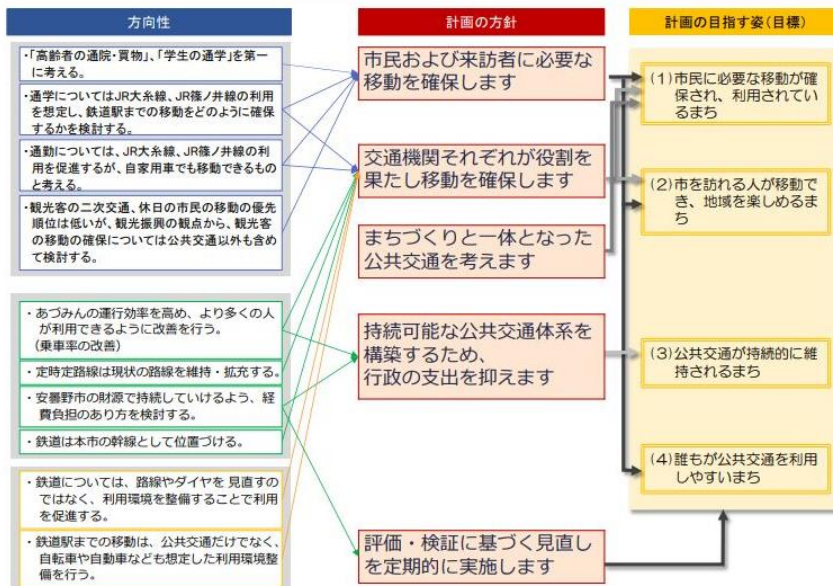 方向性
・「高齢者の通院・買物」、「学生の通学」を第一
に考える。
・通学についてはJR大糸線、JR篠ノ井線の利用
を想定し、鉄道駅までの移動をどのように確保
するかを検討する。
・通勤については、JR大糸線、JR篠ノ井線の利
用を促進するが、自家用車でも移動できるもの
と考える。
・観光客の二次交通、休日の市民の移動の優先
順位は低いが、観光振興の観点から、観光客
の移動の確保については公共交通以外も含め
て検討する。
・あづみんの運行効率を高め、より多くの人
が利用できるように改善を行う。
（乗車率の改善）
・定時定路線は現状の路線を維持・拡充する。
・安曇野市の財源で持続していけるよう、経
費負担のあり方を検討する。
・鉄道は本市の幹線として位置づける。
・鉄道については、路線やダイヤを 見直すの
ではなく、利用環境を整備することで利用
を促進する。
・鉄道駅までの移動は、公共交通だけでなく、
自転車や自動車なども想定した利用環境整
備を行う。
計画の方針
市民および来訪者に必要な
移動を確保します
交通機関それぞれが役割を
果たし移動を確保します
まちづくりと一体となった
公共交通を考えます
持続可能な公共交通体系を
構築するため、
行政の支出を抑えます
評価・検証に基づく見直し
を定期的に実施します
計画の目指す姿（目標）
(1)市民に必要な移動が確
保され、利用されてい
るまち
(2)市を訪れる人が移動で
き、地域を楽しめるま
ち
(3)公共交通が持続的に維
持されるまち
(4)誰もが公共交通を利用
しやすいまち